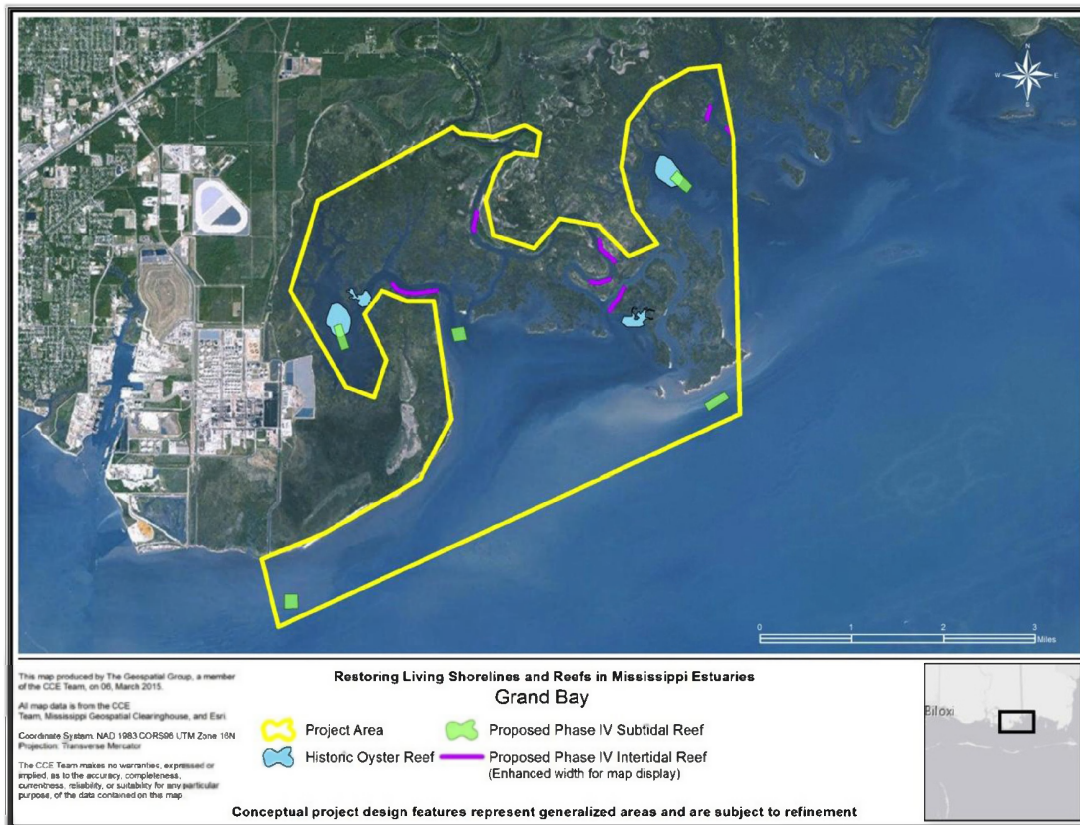 N
W
E
S
0
1
2
3
Miles
This map produced by The Geospatial Group, a member
of the CCE Team, on 06, March 2015.
All map data is from the CCE
Team, Mississippi Geospatial Clearinghouse, and Esri.
Coordinate System: NAD 1983 CORS96 UTM Zone 16N
Projection: Transverse Mercator
The CCE Team makes no warranties, expressed or
implied, as to the accuracy, completeness,
currentness, reliability, or suitability for any particular
purpose, of the data contained on this map.
Restoring Living Shorelines and Reefs in Mississippi Estuaries
Grand Bay
Project Area
Historic Oyster Reef
Proposed Phase IV Subtidal Reef
Proposed Phase IV Intertidal Reef
(Enhanced width for map display)
Conceptual project design features represent generalized areas and are subject to refinement
Biloxi